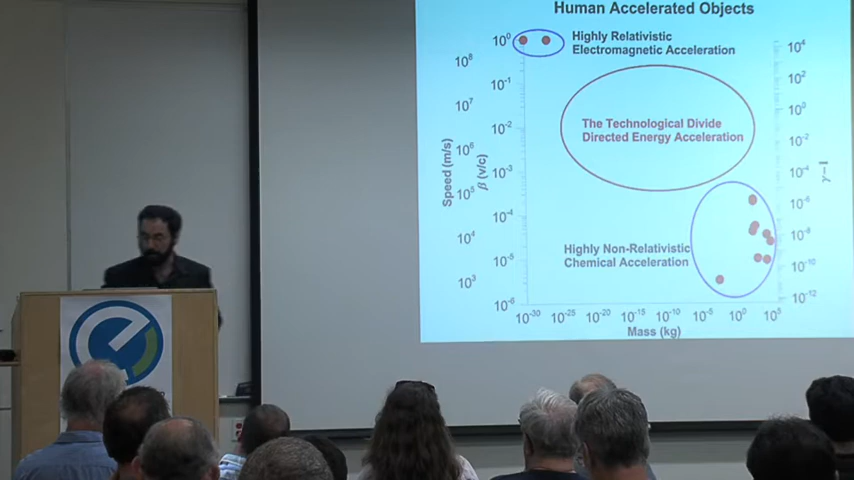 Human Accelerated Objects
Highly Relativistic
Electromagnetic Acceleration
The Technological Divide
Directed Energy Acceleration
Highly Non-Relativistic
Chemical Acceleration
Speed (m/s)
10⁸
10⁷
10⁶
10⁵
10⁴
10³
β (v/c)
10⁰
10⁻¹
10⁻²
10⁻³
10⁻⁴
10⁻⁵
10⁻⁶
10⁴
10²
10⁰
10⁻²
10⁻⁴
10⁻⁶
10⁻⁸
10⁻¹⁰
10⁻¹²
γ−1
10⁻³⁰ 10⁻²⁵ 10⁻²⁰ 10⁻¹⁵ 10⁻¹⁰ 10⁻⁵ 10⁰ 10⁵
Mass (kg)